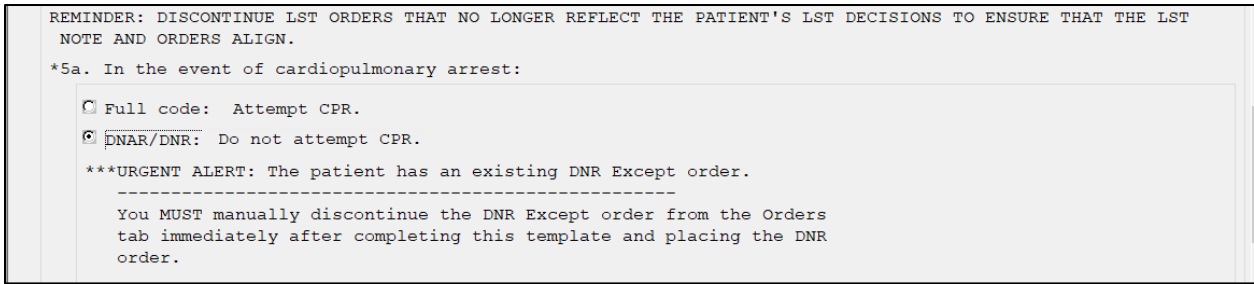 REMINDER: DISCONTINUE LST ORDERS THAT NO LONGER REFLECT THE PATIENT'S LST DECISIONS TO ENSURE THAT THE LST
NOTE AND ORDERS ALIGN.
*5a. In the event of cardiopulmonary arrest:
Full code: Attempt CPR.
DNAR/DNR: Do not attempt CPR.
***URGENT ALERT: The patient has an existing DNR Except order.
----------------------------------------------------
You MUST manually discontinue the DNR Except order from the Orders
tab immediately after completing this template and placing the DNR
order.